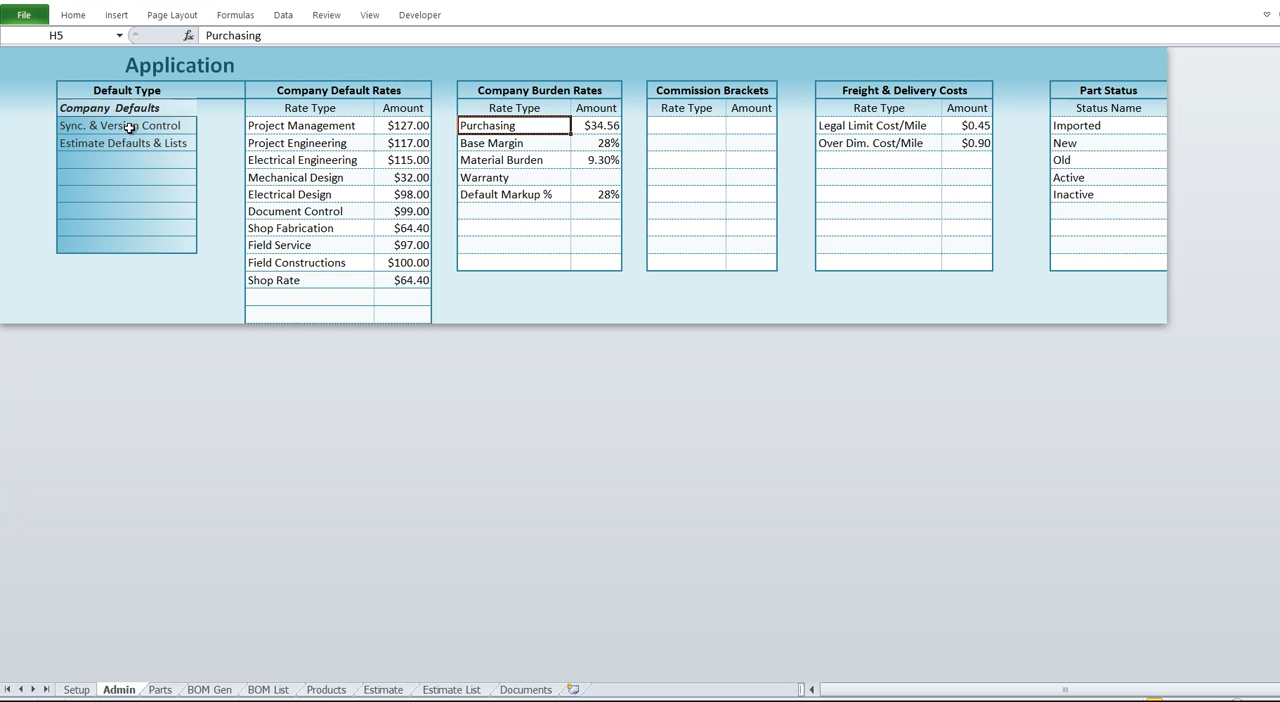 File Home Insert Page Layout Formulas Data Review View Developer
H5 fx Purchasing
Application
Default Type Company Default Rates Company Burden Rates Commission Brackets Freight & Delivery Costs Part Status
Company Defaults Rate Type Amount Rate Type Amount Rate Type Amount Rate Type Amount Status Name
Sync. & Version Control Project Management $127.00 Purchasing $34.56 Legal Limit Cost/Mile $0.45 Imported
Estimate Defaults & Lists Project Engineering $117.00 Base Margin 28% Over Dim. Cost/Mile $0.90 New
Electrical Engineering $115.00 Material Burden 9.30% Old
Mechanical Design $32.00 Warranty Active
Electrical Design $98.00 Default Markup % 28% Inactive
Document Control $99.00
Shop Fabrication $64.40
Field Service $97.00
Field Constructions $100.00
Shop Rate $64.40
Setup Admin Parts BOM Gen BOM List Products Estimate Estimate List Documents